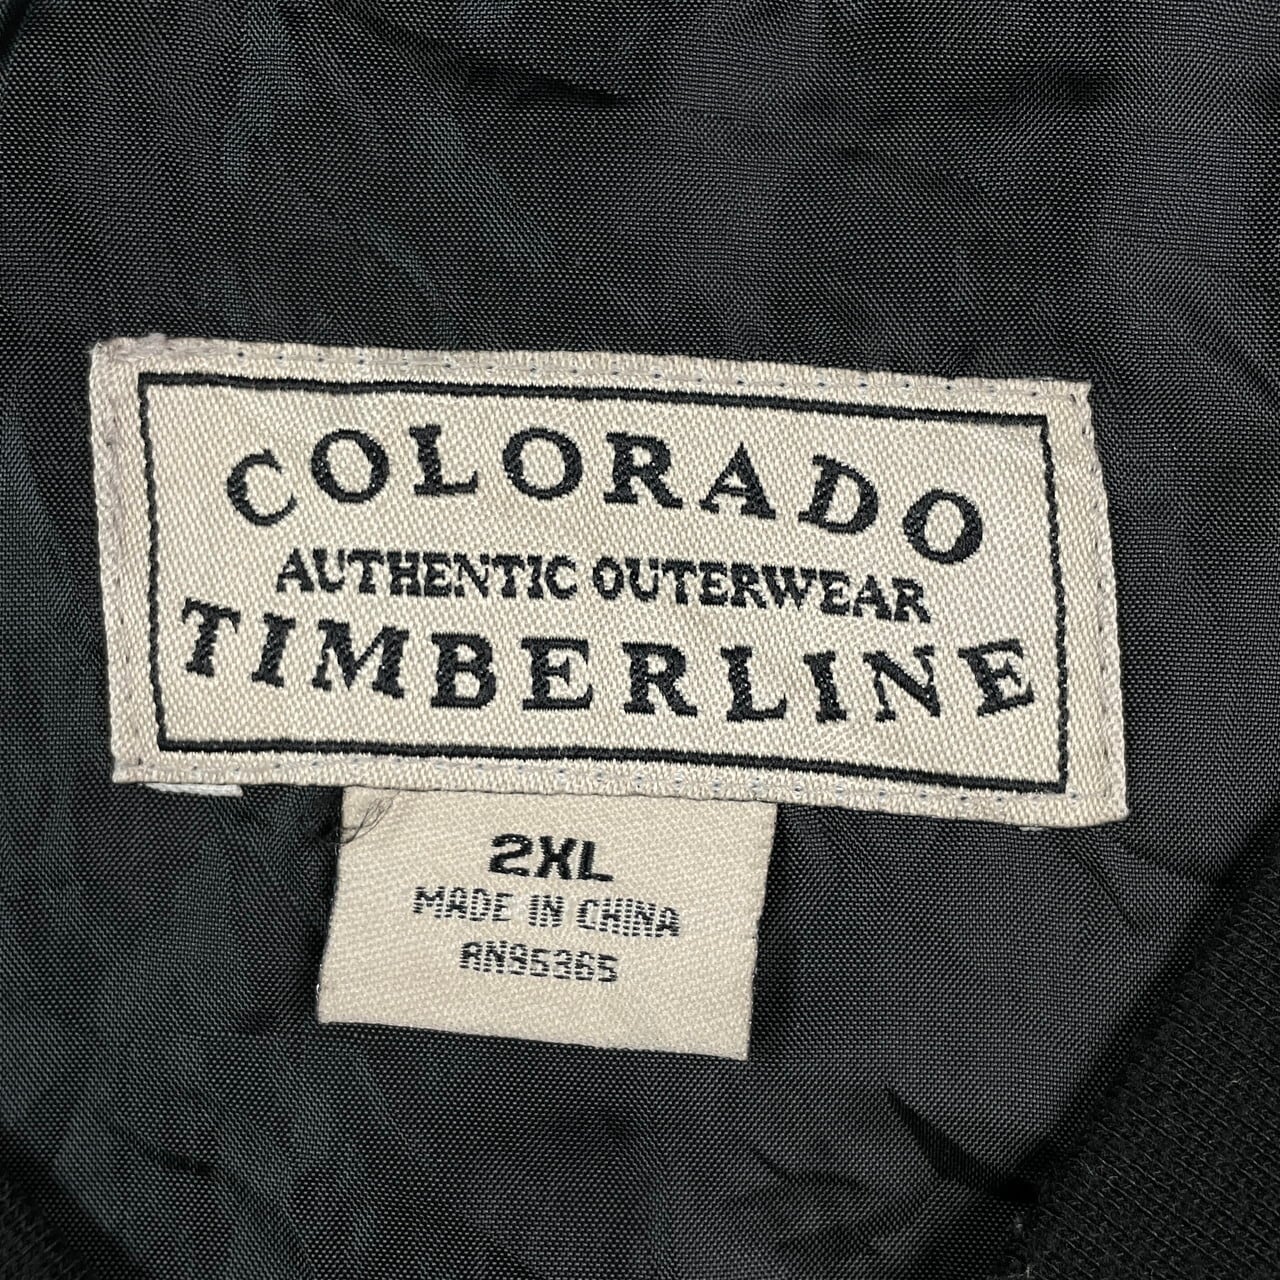 COLORADO
AUTHENTIC OUTERWEAR
TIMBERLINE
2XL
MADE IN CHINA
RN95365